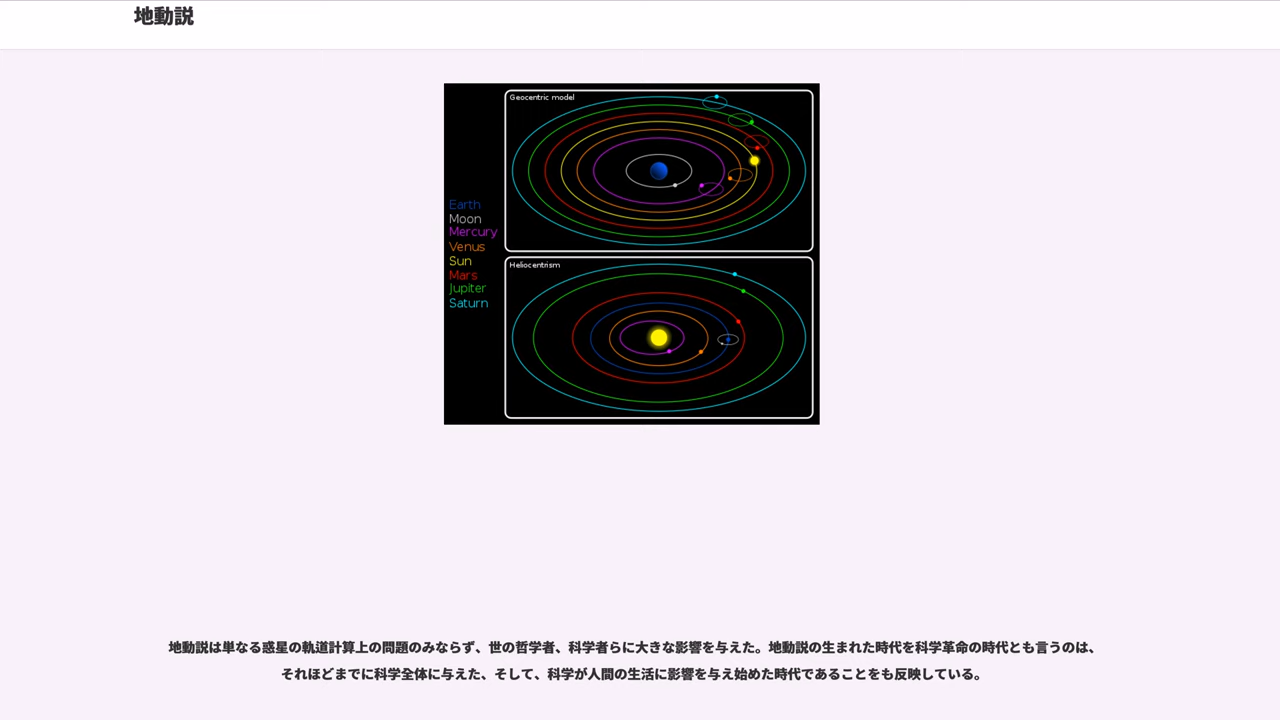 地動説
Geocentric model
Earth
Moon
Mercury
Venus
Sun
Mars
Jupiter
Saturn
Heliocentrism
地動説は単なる惑星の軌道計算上の問題のみならず、世の哲学者、科学者らに大きな影響を与えた。地動説の生まれた時代を科学革命の時代とも言うのは、
それほどまでに科学全体に与えた、そして、科学が人間の生活に影響を与え始めた時代であることをも反映している。